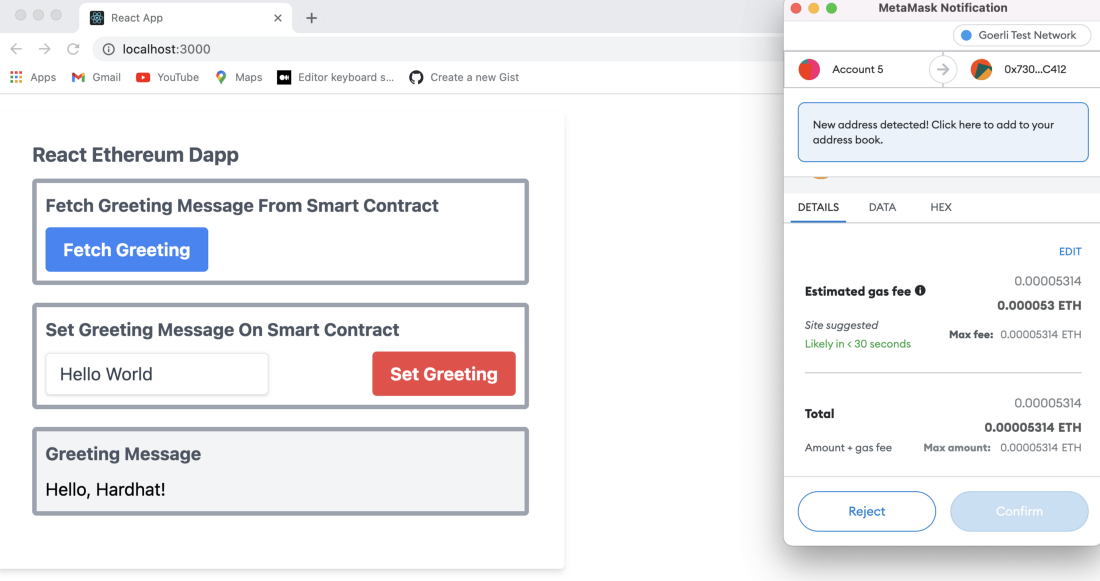 React App
localhost:3000
Apps
Gmail
YouTube
Maps
Editor keyboard s...
Create a new Gist
React Ethereum Dapp
Fetch Greeting Message From Smart Contract
Fetch Greeting
Set Greeting Message On Smart Contract
Hello World
Set Greeting
Greeting Message
Hello, Hardhat!
MetaMask Notification
Goerli Test Network
Account 5
0x730...C412
New address detected! Click here to add to your
address book.
DETAILS
DATA
HEX
EDIT
0.00005314
Estimated gas fee
0.000053 ETH
Site suggested
Max fee: 0.00005314 ETH
Likely in < 30 seconds
0.00005314
Total
0.00005314 ETH
Amount + gas fee
Max amount: 0.00005314 ETH
Reject
Confirm